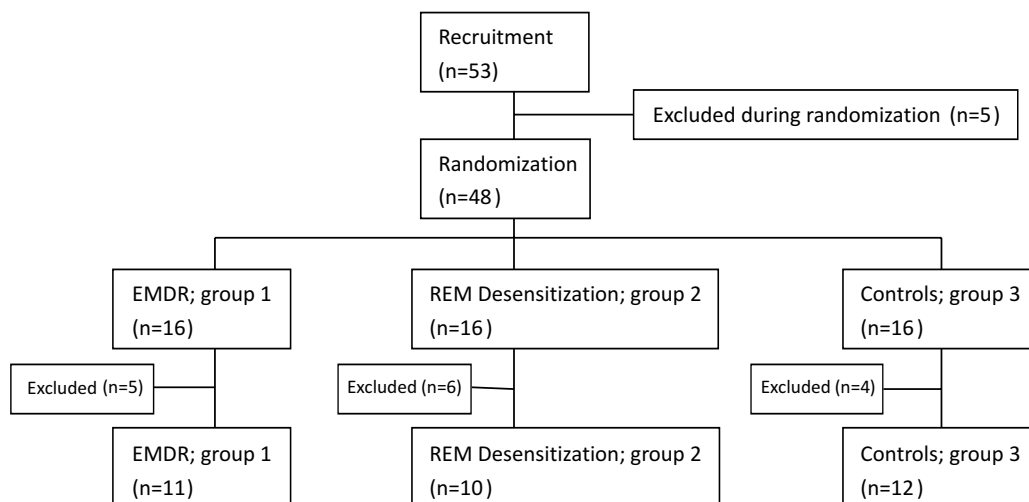 Recruitment
(n=53)
Excluded during randomization (n=5)
Randomization
(n=48)
EMDR; group 1
(n=16)
REM Desensitization; group 2
(n=16)
Controls; group 3
(n=16)
Excluded (n=5)
Excluded (n=6)
Excluded (n=4)
EMDR; group 1
(n=11)
REM Desensitization; group 2
(n=10)
Controls; group 3
(n=12)